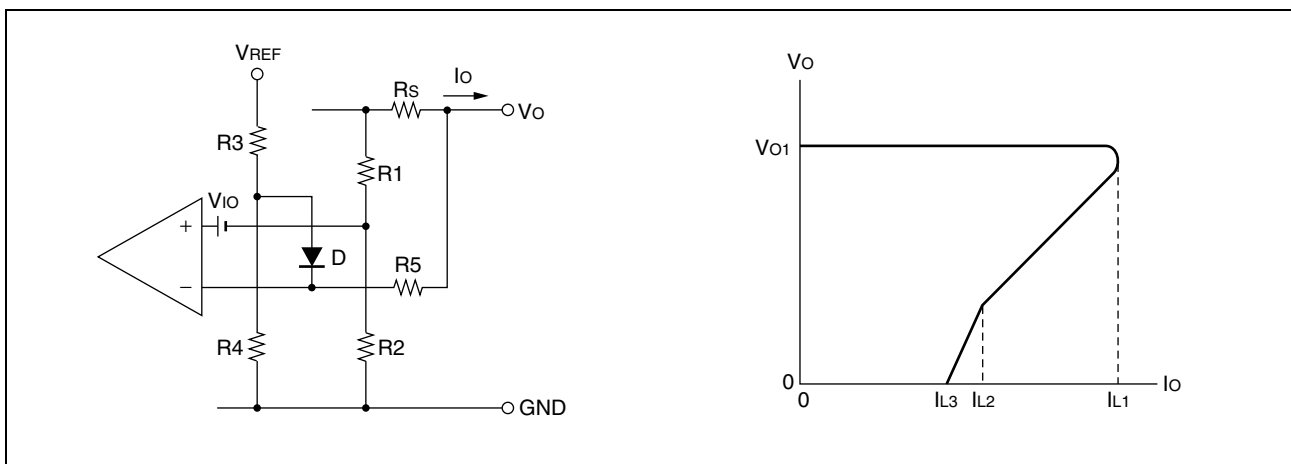 VREF
R3
RS
IO
VO
R1
VIO
+
D
R5
−
R4
R2
GND
VO
VO1
0
0
IL3
IL2
IL1
IO